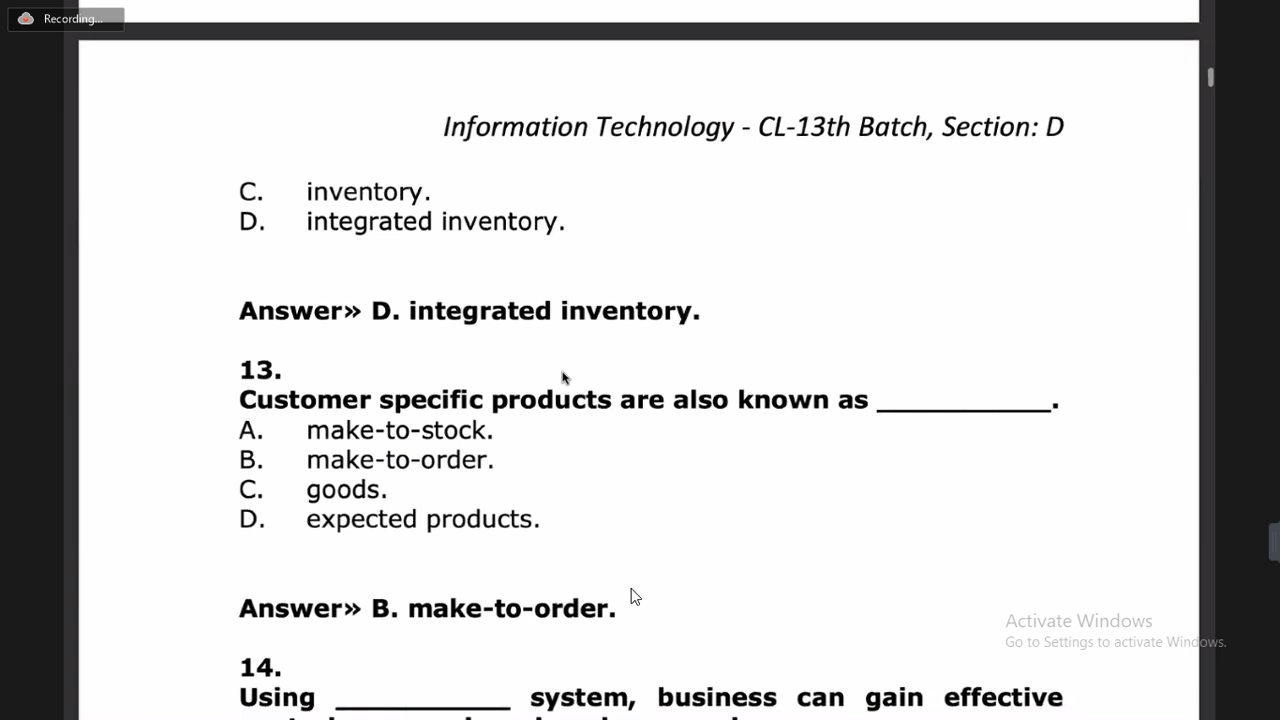 Recording...
Information Technology - CL-13th Batch, Section: D
C. inventory.
D. integrated inventory.
Answer» D. integrated inventory.
13.
Customer specific products are also known as ____________.
A. make-to-stock.
B. make-to-order.
C. goods.
D. expected products.
Answer» B. make-to-order.
Activate Windows
Go to Settings to activate Windows.
14.
Using ____________ system, business can gain effective